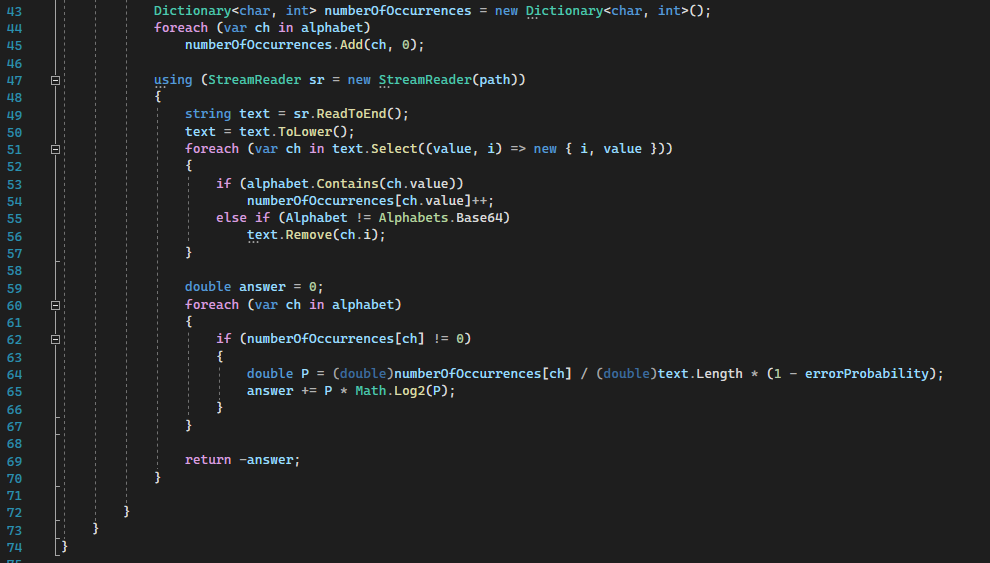 43 Dictionary<char, int> numberOfOccurrences = new Dictionary<char, int>();
44 foreach (var ch in alphabet)
45 numberOfOccurrences.Add(ch, 0);
46
47 using (StreamReader sr = new StreamReader(path))
48 {
49 string text = sr.ReadToEnd();
50 text = text.ToLower();
51 foreach (var ch in text.Select((value, i) => new { i, value }))
52 {
53 if (alphabet.Contains(ch.value))
54 numberOfOccurrences[ch.value]++;
55 else if (Alphabet != Alphabets.Base64)
56 text.Remove(ch.i);
57 }
58
59 double answer = 0;
60 foreach (var ch in alphabet)
61 {
62 if (numberOfOccurrences[ch] != 0)
63 {
64 double P = (double)numberOfOccurrences[ch] / (double)text.Length * (1 - errorProbability);
65 answer += P * Math.Log2(P);
66 }
67 }
68
69 return -answer;
70 }
71
72 }
73 }
74 }
75